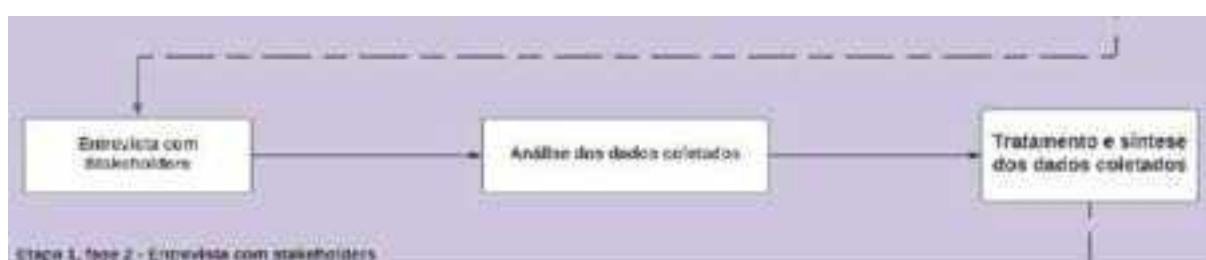 Entrevista com
Stakeholders
Análise dos dados coletados
Tratamento e síntese
dos dados coletados
Etapa 1, fase 2 - Entrevista com stakeholders